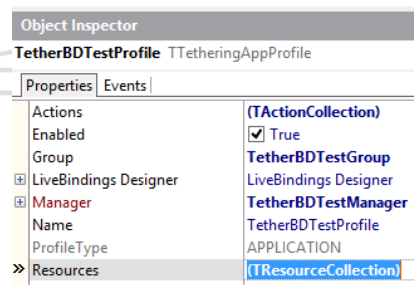 Object Inspector
TetherBDTestProfile TTetheringAppProfile
Properties Events
Actions (TActionCollection)
Enabled True
Group TetherBDTestGroup
LiveBindings Designer LiveBindings Designer
Manager TetherBDTestManager
Name TetherBDTestProfile
ProfileType APPLICATION
» Resources (TResourceCollection)